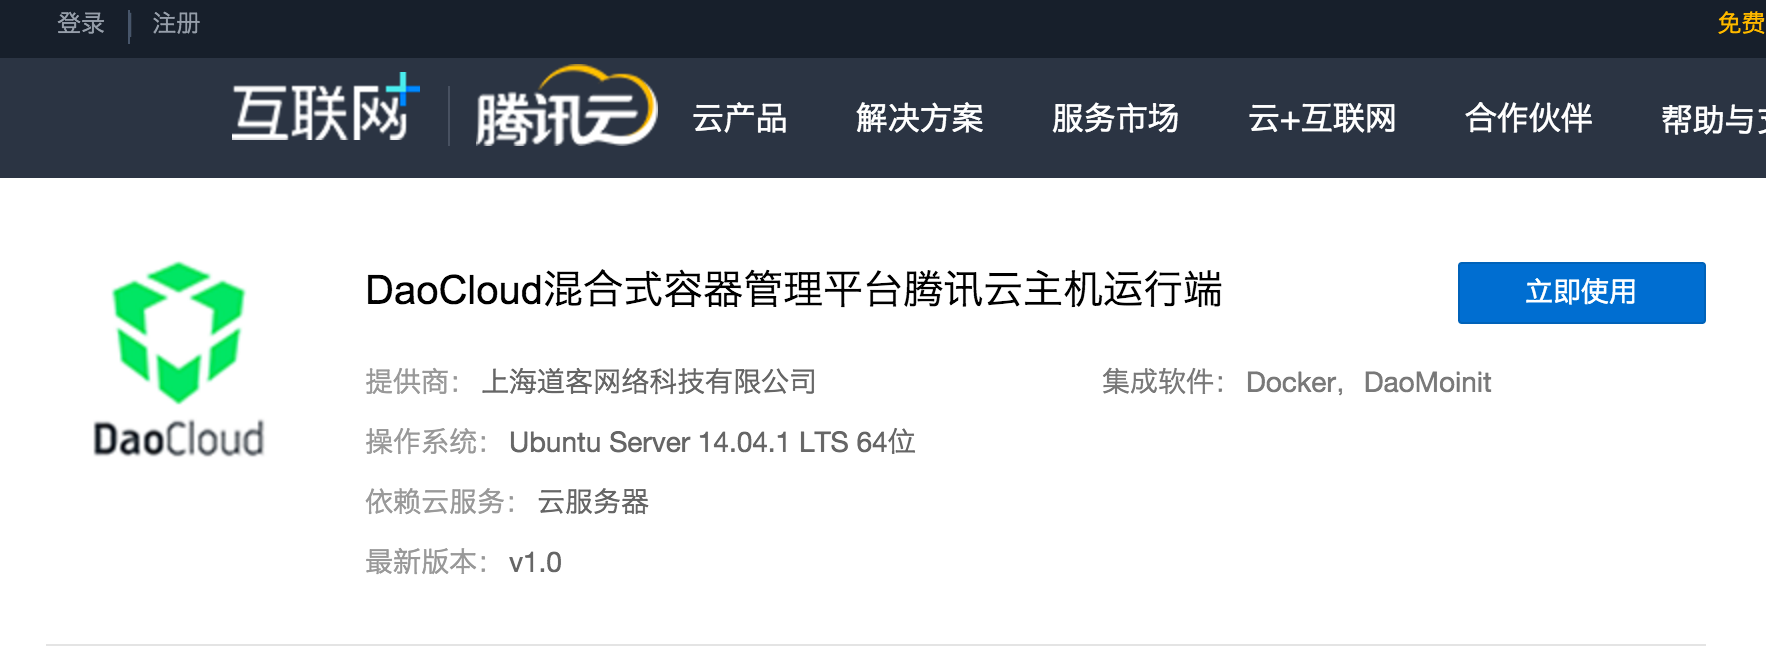 登录 注册 免费
互联网+ 腾讯云 云产品 解决方案 服务市场 云+互联网 合作伙伴 帮助与
DaoCloud混合式容器管理平台腾讯云主机运行端 立即使用
提供商： 上海道客网络科技有限公司 集成软件： Docker, DaoMoinit
DaoCloud
操作系统： Ubuntu Server 14.04.1 LTS 64位
依赖云服务： 云服务器
最新版本： v1.0